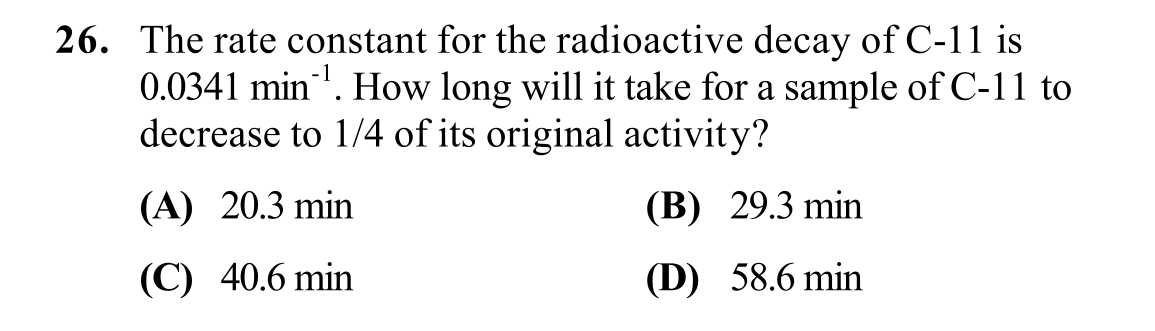 26. The rate constant for the radioactive decay of C-11 is
0.0341 min⁻¹. How long will it take for a sample of C-11 to
decrease to 1/4 of its original activity?
(A) 20.3 min (B) 29.3 min
(C) 40.6 min (D) 58.6 min